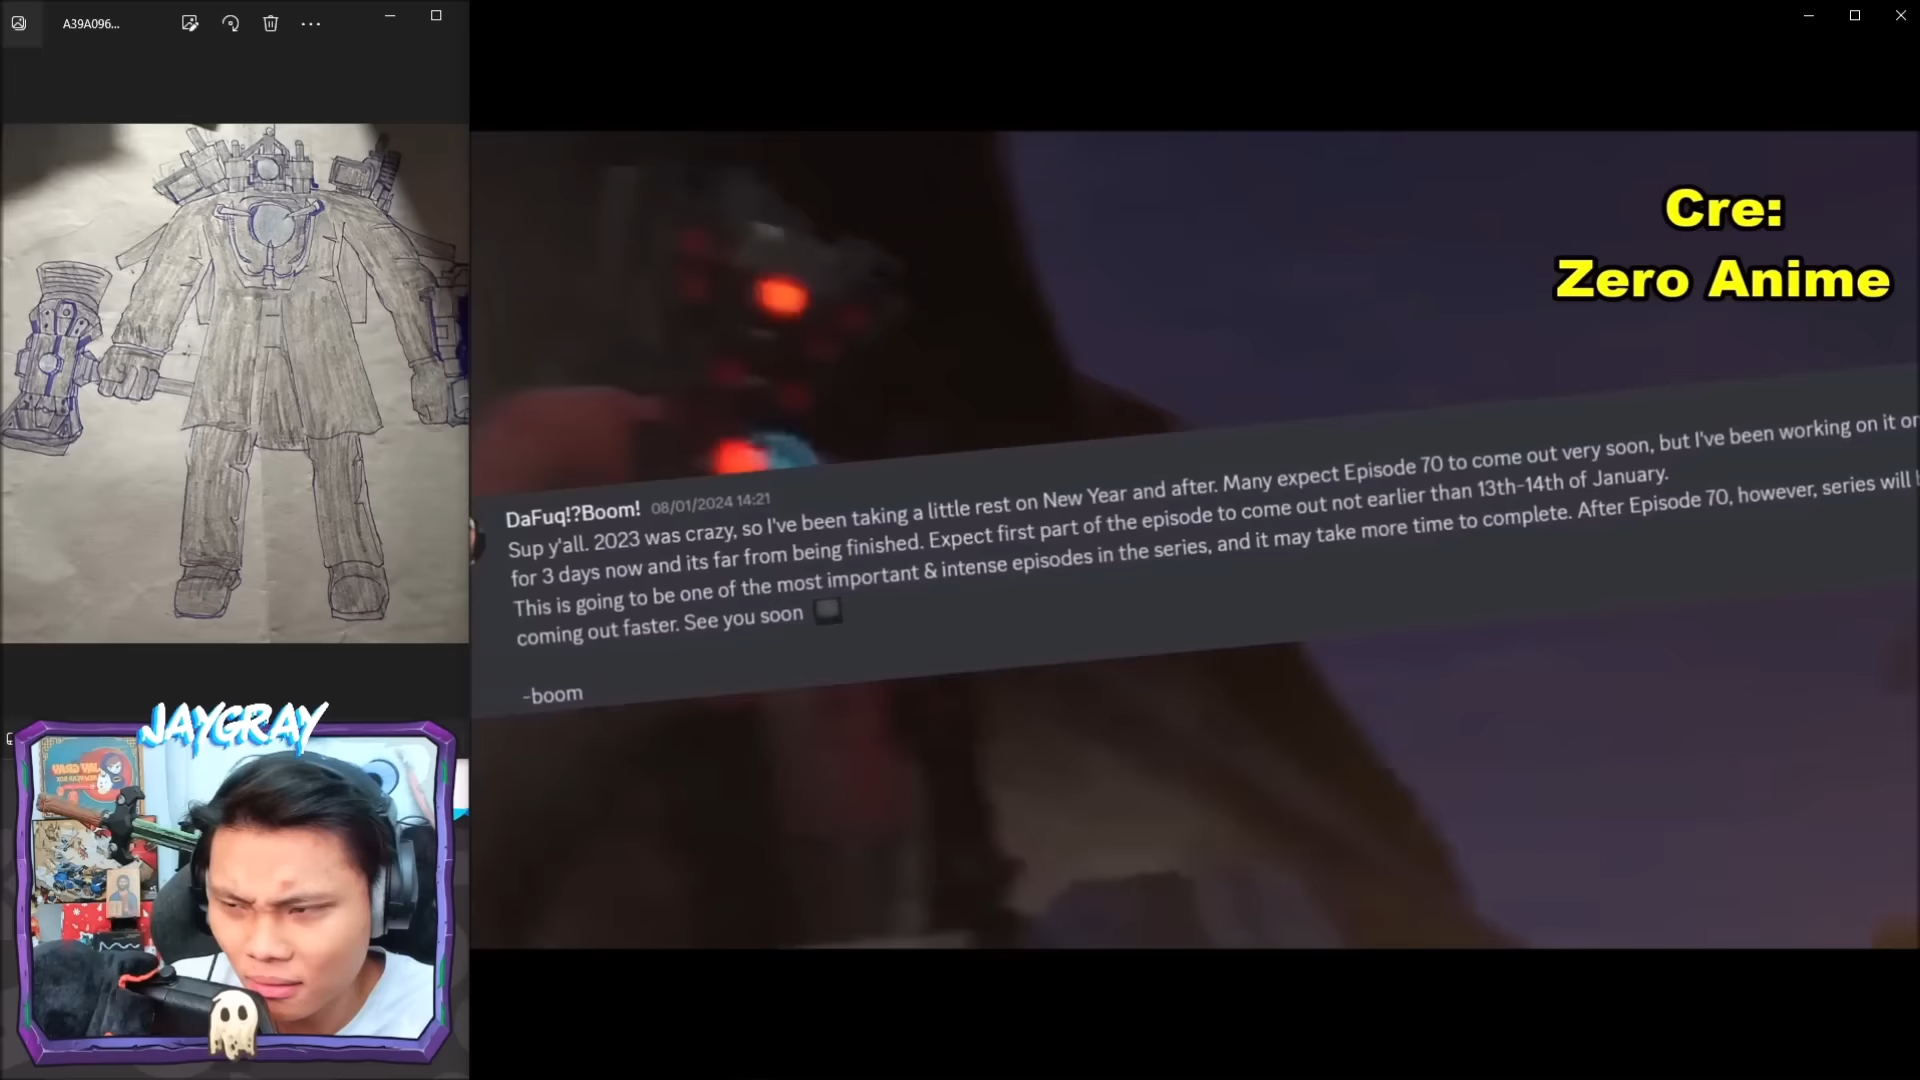 A39A096...
Cre:
Zero Anime
DaFuq!?Boom! 08/01/2024 14:21
Sup y'all. 2023 was crazy, so I've been taking a little rest on New Year and after. Many expect Episode 70 to come out very soon, but I've been working on it
for 3 days now and its far from being finished. Expect first part of the episode to come out not earlier than 13th-14th of January.
This is going to be one of the most important & intense episodes in the series, and it may take more time to complete. After Episode 70, however, series will
coming out faster. See you soon
-boom
JAYGRAY
JAY GRAY